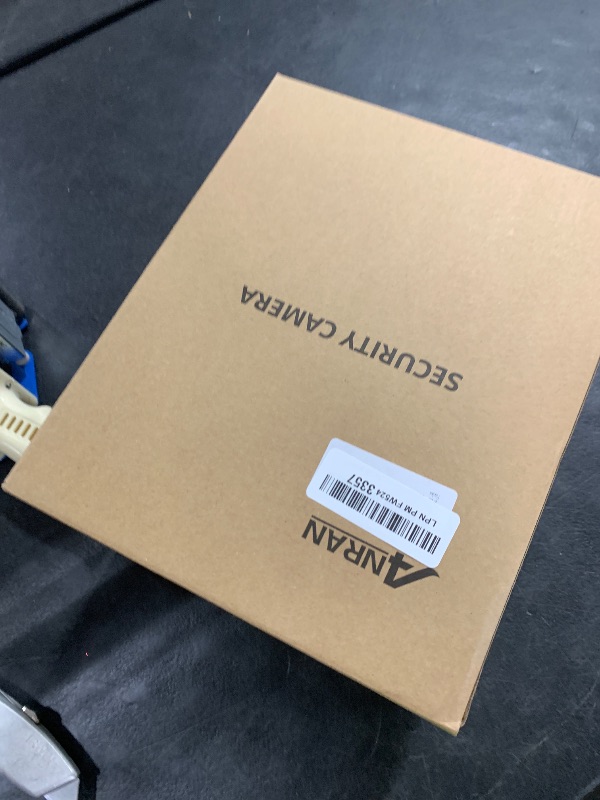 ANRAN
LPN PM FW524 3357
SECURITY CAMERA